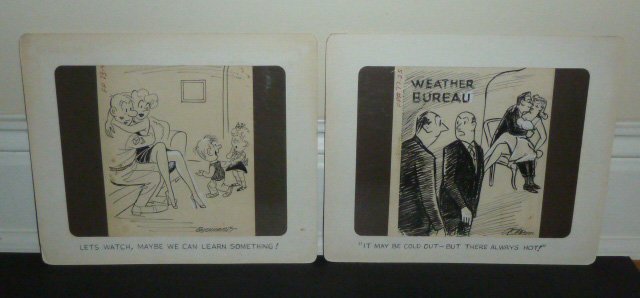 LETS WATCH, MAYBE WE CAN LEARN SOMETHING!
WEATHER
BUREAU
"IT MAY BE COLD OUT-BUT THERE ALWAYS HOT!"